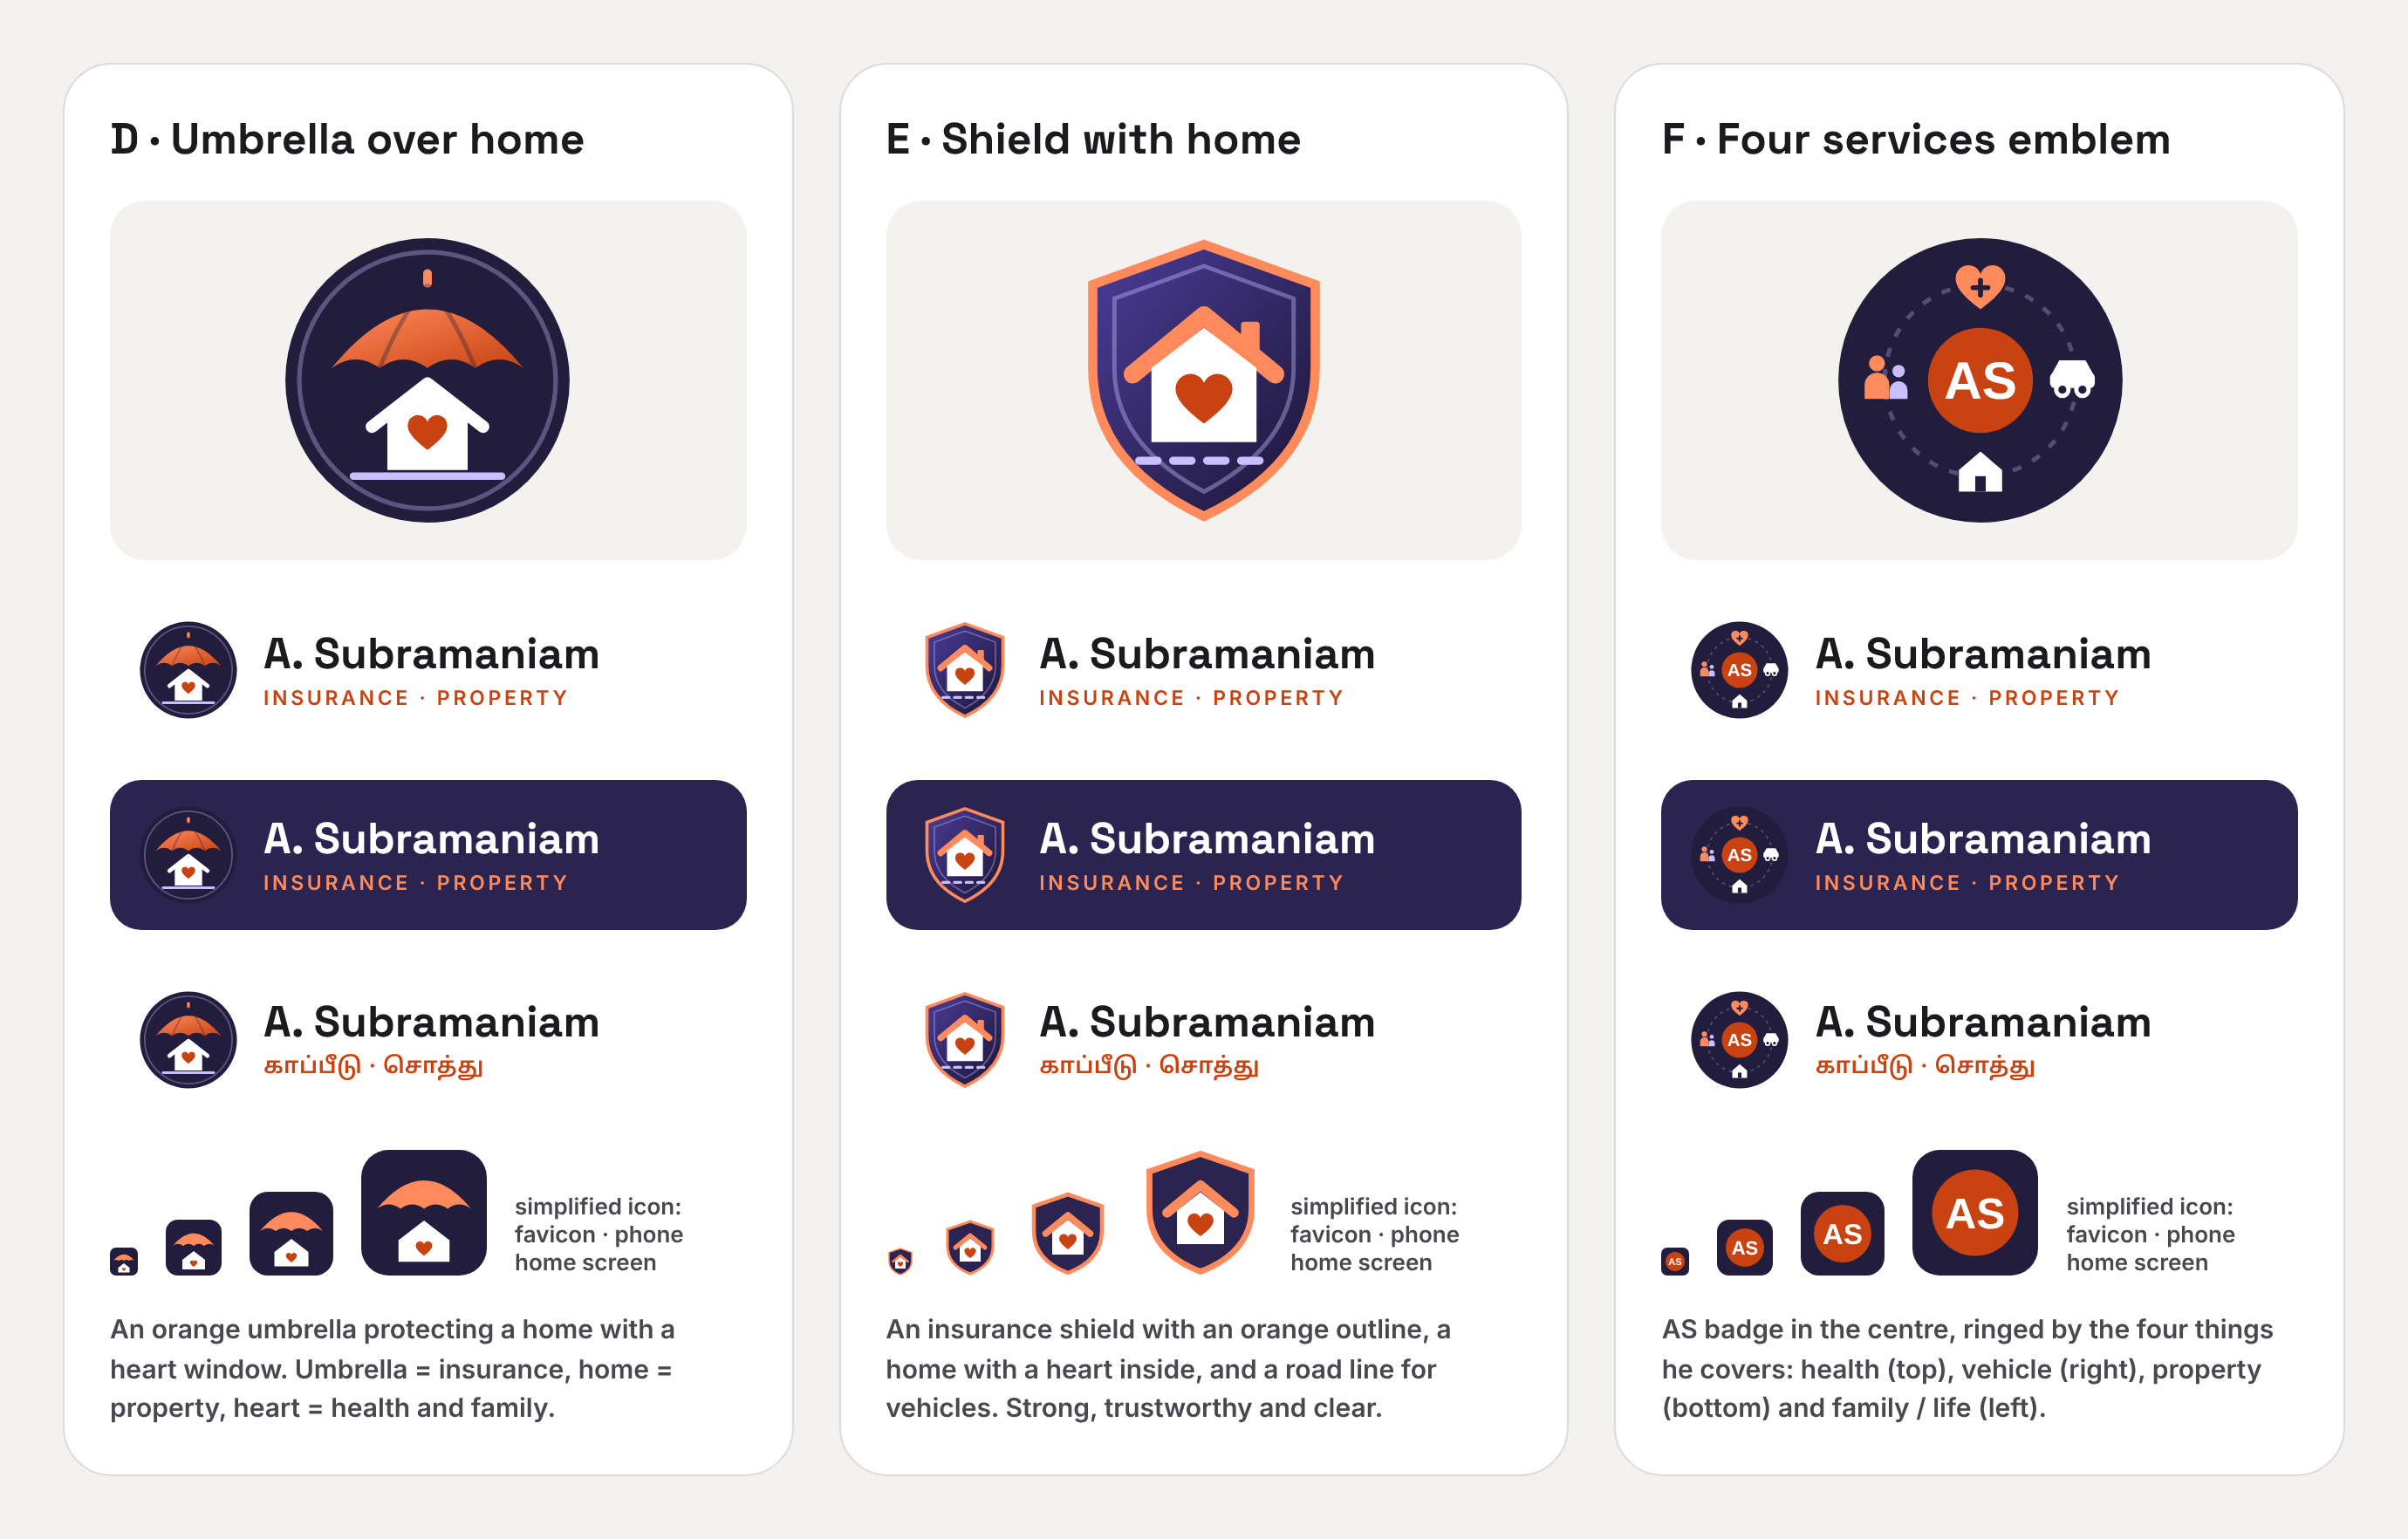 D · Umbrella over home
AS
A. Subramaniam
INSURANCE · PROPERTY
A. Subramaniam
INSURANCE · PROPERTY
A. Subramaniam
காப்பீடு · சொத்து
simplified icon:
favicon · phone
home screen
An orange umbrella protecting a home with a
heart window. Umbrella = insurance, home =
property, heart = health and family.
E · Shield with home
A. Subramaniam
INSURANCE · PROPERTY
A. Subramaniam
INSURANCE · PROPERTY
A. Subramaniam
காப்பீடு · சொத்து
simplified icon:
favicon · phone
home screen
An insurance shield with an orange outline, a
home with a heart inside, and a road line for
vehicles. Strong, trustworthy and clear.
F · Four services emblem
AS
AS
A. Subramaniam
INSURANCE · PROPERTY
AS
A. Subramaniam
INSURANCE · PROPERTY
AS
A. Subramaniam
காப்பீடு · சொத்து
AS
AS
AS
AS
simplified icon:
favicon · phone
home screen
AS badge in the centre, ringed by the four things
he covers: health (top), vehicle (right), property
(bottom) and family / life (left).